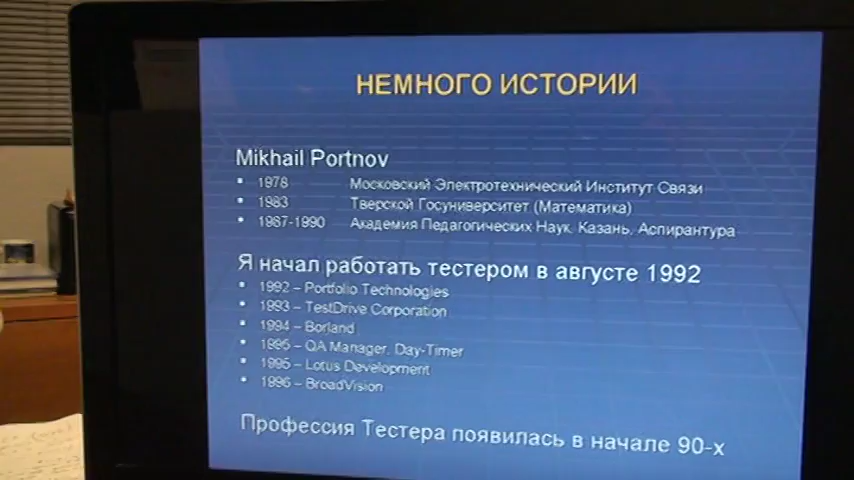 НЕМНОГО ИСТОРИИ
Mikhail Portnov
▪ 1978 Московский Электротехнический Институт Связи
▪ 1983 Тверской Госуниверситет (Математика)
▪ 1987-1990 Академия Педагогических Наук, Казань, Аспирантура
Я начал работать тестером в августе 1992
▪ 1992 – Portfolio Technologies
▪ 1993 – TestDrive Corporation
▪ 1994 – Borland
▪ 1995 – QA Manager, Day-Timer
▪ 1995 – Lotus Development
▪ 1996 – BroadVision
Профессия Тестера появилась в начале 90-х